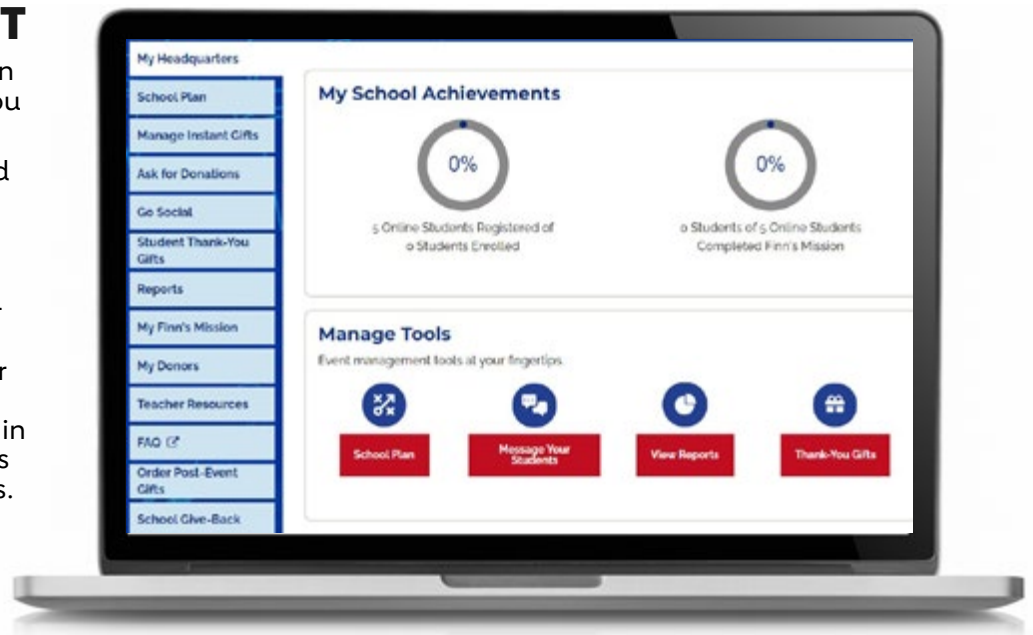 T
n
ou
d
r
in
s
s.
My Headquarters
School Plan
Manage Instant Gifts
Ask for Donations
Go Social
Student Thank-You
Gifts
Reports
My Finn's Mission
My Donors
Teacher Resources
FAQ
Order Post-Event
Gifts
School Give-Back
My School Achievements
0%
5 Online Students Registered of
0 Students Enrolled
0%
0 Students of 5 Online Students
Completed Finn's Mission
Manage Tools
Event management tools at your fingertips.
School Plan
Message Your
Students
View Reports
Thank-You Gifts